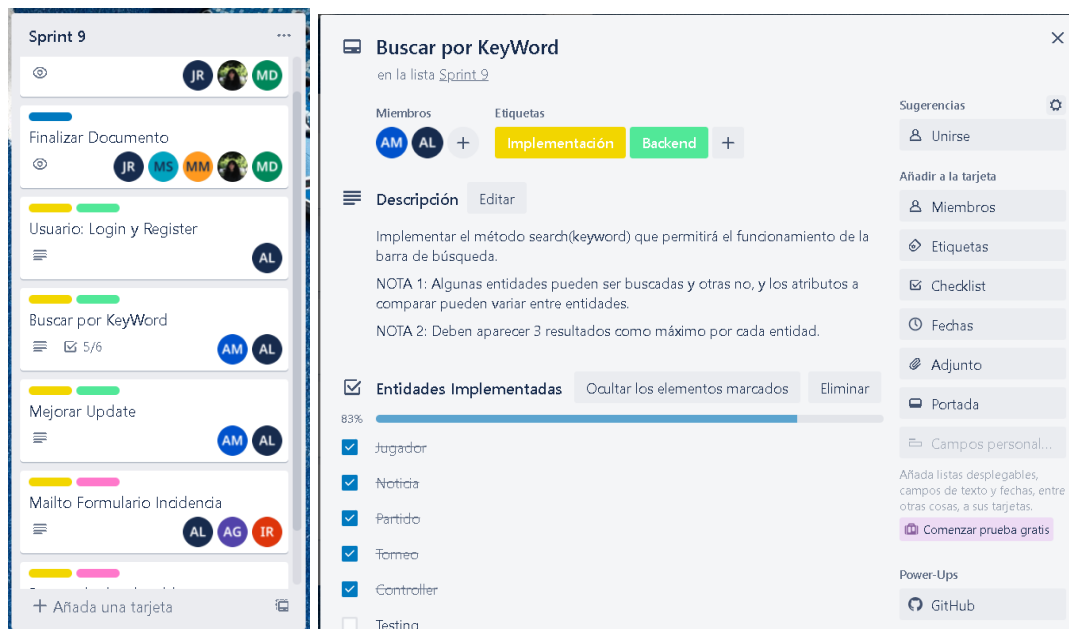 Sprint 9
JR MD
Finalizar Documento
JR MS MM MD
Usuario: Login y Register
AL
Buscar por KeyWord
5/6
AM AL
Mejorar Update
AM AL
Mailto Formulario Incidencia
AL AG IR
+ Añada una tarjeta
Buscar por KeyWord
en la lista Sprint 9
Miembros
AM AL +
Etiquetas
Implementación Backend +
Descripción Editar
Implementar el método search(keyword) que permitirá el funcionamiento de la
barra de búsqueda.
NOTA 1: Algunas entidades pueden ser buscadas y otras no, y los atributos a
comparar pueden variar entre entidades.
NOTA 2: Deben aparecer 3 resultados como máximo por cada entidad.
Entidades Implementadas Ocultar los elementos marcados Eliminar
83%
Jugador
Noticia
Partido
Torneo
Controller
Testing
Sugerencias
Unirse
Añadir a la tarjeta
Miembros
Etiquetas
Checklist
Fechas
Adjunto
Portada
Campos personal...
Añada listas desplegables,
campos de texto y fechas, entre
otras cosas, a sus tarjetas.
Comenzar prueba gratis
Power-Ups
GitHub